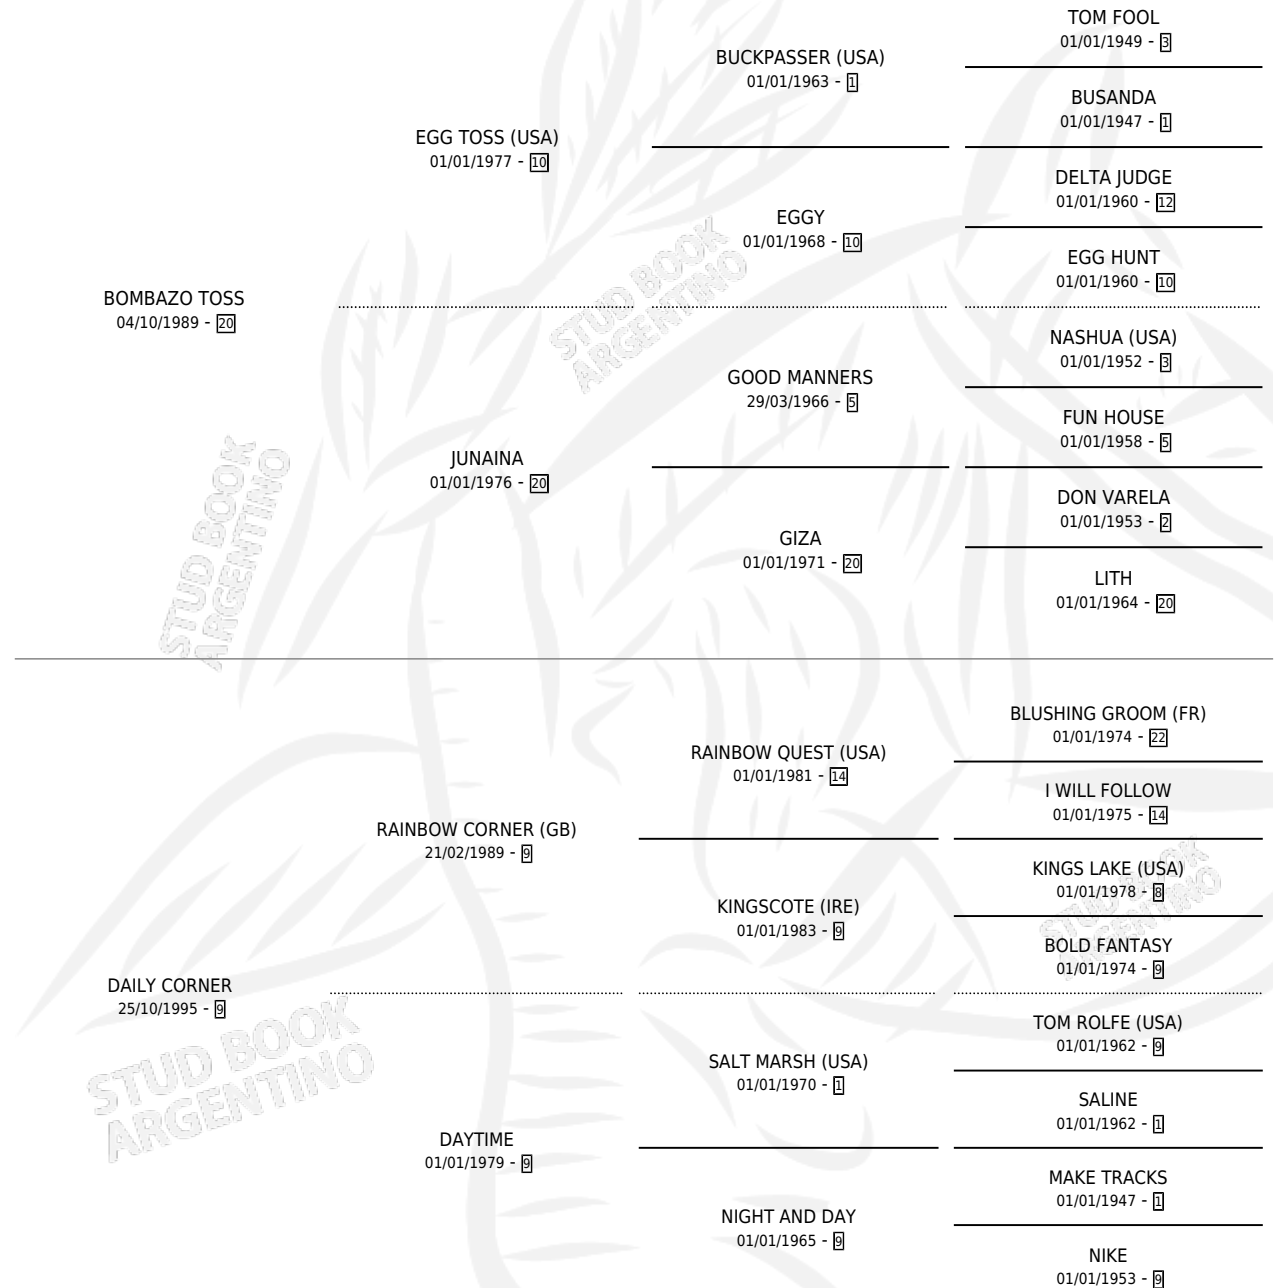 TOM FOOL
01/01/1949 - 3
BUCKPASSER (USA)
01/01/1963 - 1
BUSANDA
01/01/1947 - 1
EGG TOSS (USA)
01/01/1977 - 10
DELTA JUDGE
01/01/1960 - 12
EGGY
01/01/1968 - 10
EGG HUNT
01/01/1960 - 10
BOMBAZO TOSS
04/10/1989 - 20
NASHUA (USA)
01/01/1952 - 3
GOOD MANNERS
29/03/1966 - 5
FUN HOUSE
01/01/1958 - 5
JUNAINA
01/01/1976 - 20
DON VARELA
01/01/1953 - 2
GIZA
01/01/1971 - 20
LITH
01/01/1964 - 20
BLUSHING GROOM (FR)
01/01/1974 - 22
RAINBOW QUEST (USA)
01/01/1981 - 14
I WILL FOLLOW
01/01/1975 - 14
RAINBOW CORNER (GB)
21/02/1989 - 9
KINGS LAKE (USA)
01/01/1978 - 8
KINGSCOTE (IRE)
01/01/1983 - 9
BOLD FANTASY
01/01/1974 - 9
DAILY CORNER
25/10/1995 - 9
TOM ROLFE (USA)
01/01/1962 - 9
SALT MARSH (USA)
01/01/1970 - 1
SALINE
01/01/1962 - 1
DAYTIME
01/01/1979 - 9
MAKE TRACKS
01/01/1947 - 1
NIGHT AND DAY
01/01/1965 - 9
NIKE
01/01/1953 - 9
STUD BOOK
ARGENTINO
STUD BOOK
ARGENTINO
STUD BOOK
ARGENTINO
STUD BOOK
ARGENTINO